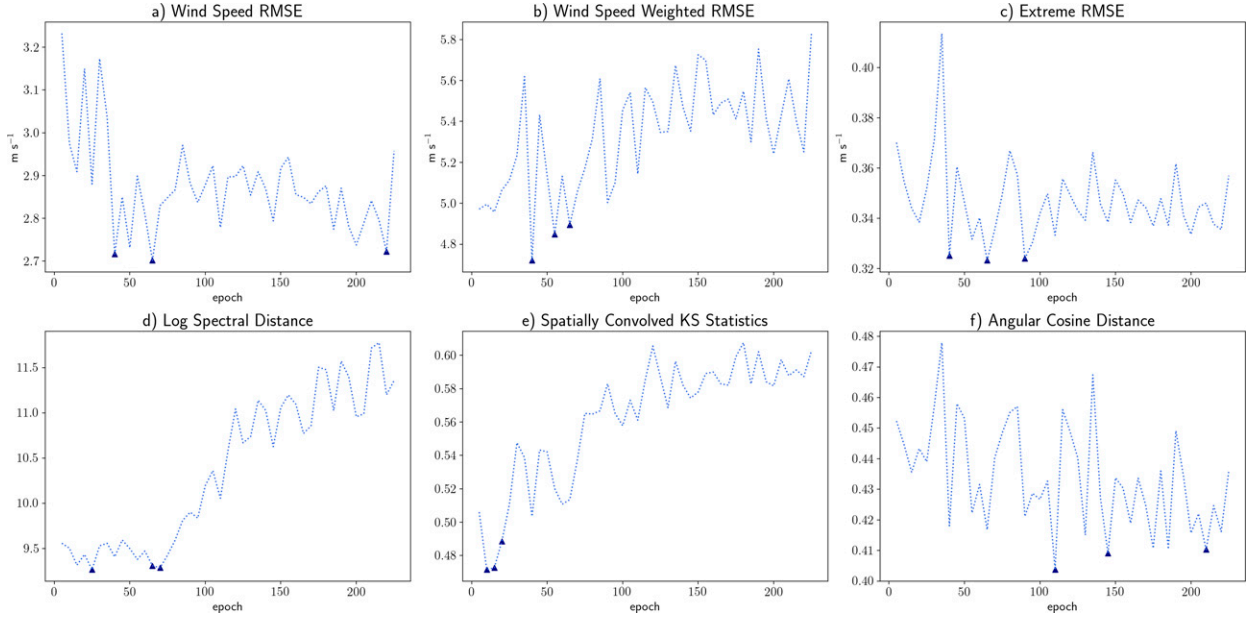 a) Wind Speed RMSE
3.2
3.1
3.0
2.9
2.8
2.7
m s⁻¹
0 50 100 150 200
epoch
b) Wind Speed Weighted RMSE
5.8
5.6
5.4
5.2
5.0
4.8
m s⁻¹
0 50 100 150 200
epoch
c) Extreme RMSE
0.40
0.38
0.36
0.34
0.32
m s⁻¹
0 50 100 150 200
epoch
d) Log Spectral Distance
11.5
11.0
10.5
10.0
9.5
0 50 100 150 200
epoch
e) Spatially Convolved KS Statistics
0.60
0.58
0.56
0.54
0.52
0.50
0.48
0 50 100 150 200
epoch
f) Angular Cosine Distance
0.48
0.47
0.46
0.45
0.44
0.43
0.42
0.41
0.40
0 50 100 150 200
epoch